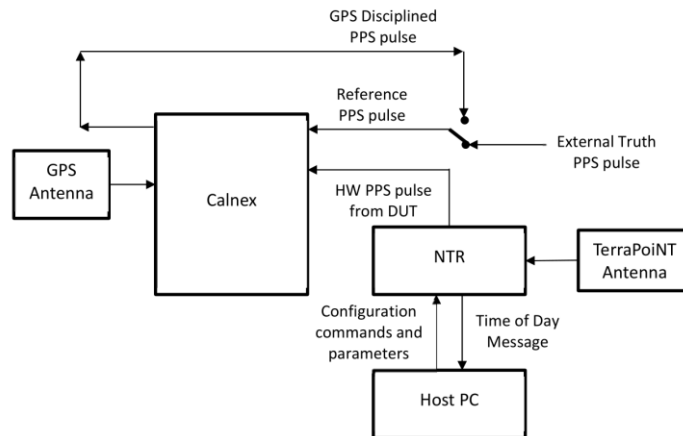 GPS Disciplined
PPS pulse
Reference
PPS pulse
External Truth
PPS pulse
GPS
Antenna
Calnex
HW PPS pulse
from DUT
NTR
TerraPoiNT
Antenna
Configuration
commands and
parameters
Time of Day
Message
Host PC